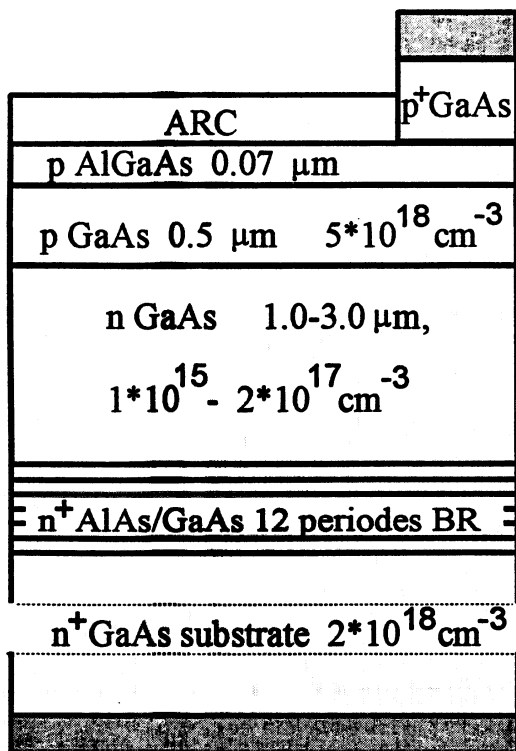 p⁺GaAs
ARC
p AlGaAs 0.07 μm
p GaAs 0.5 μm 5*10¹⁸cm⁻³
n GaAs 1.0-3.0 μm,
1*10¹⁵- 2*10¹⁷cm⁻³
n⁺AlAs/GaAs 12 periodes BR
n⁺GaAs substrate 2*10¹⁸cm⁻³